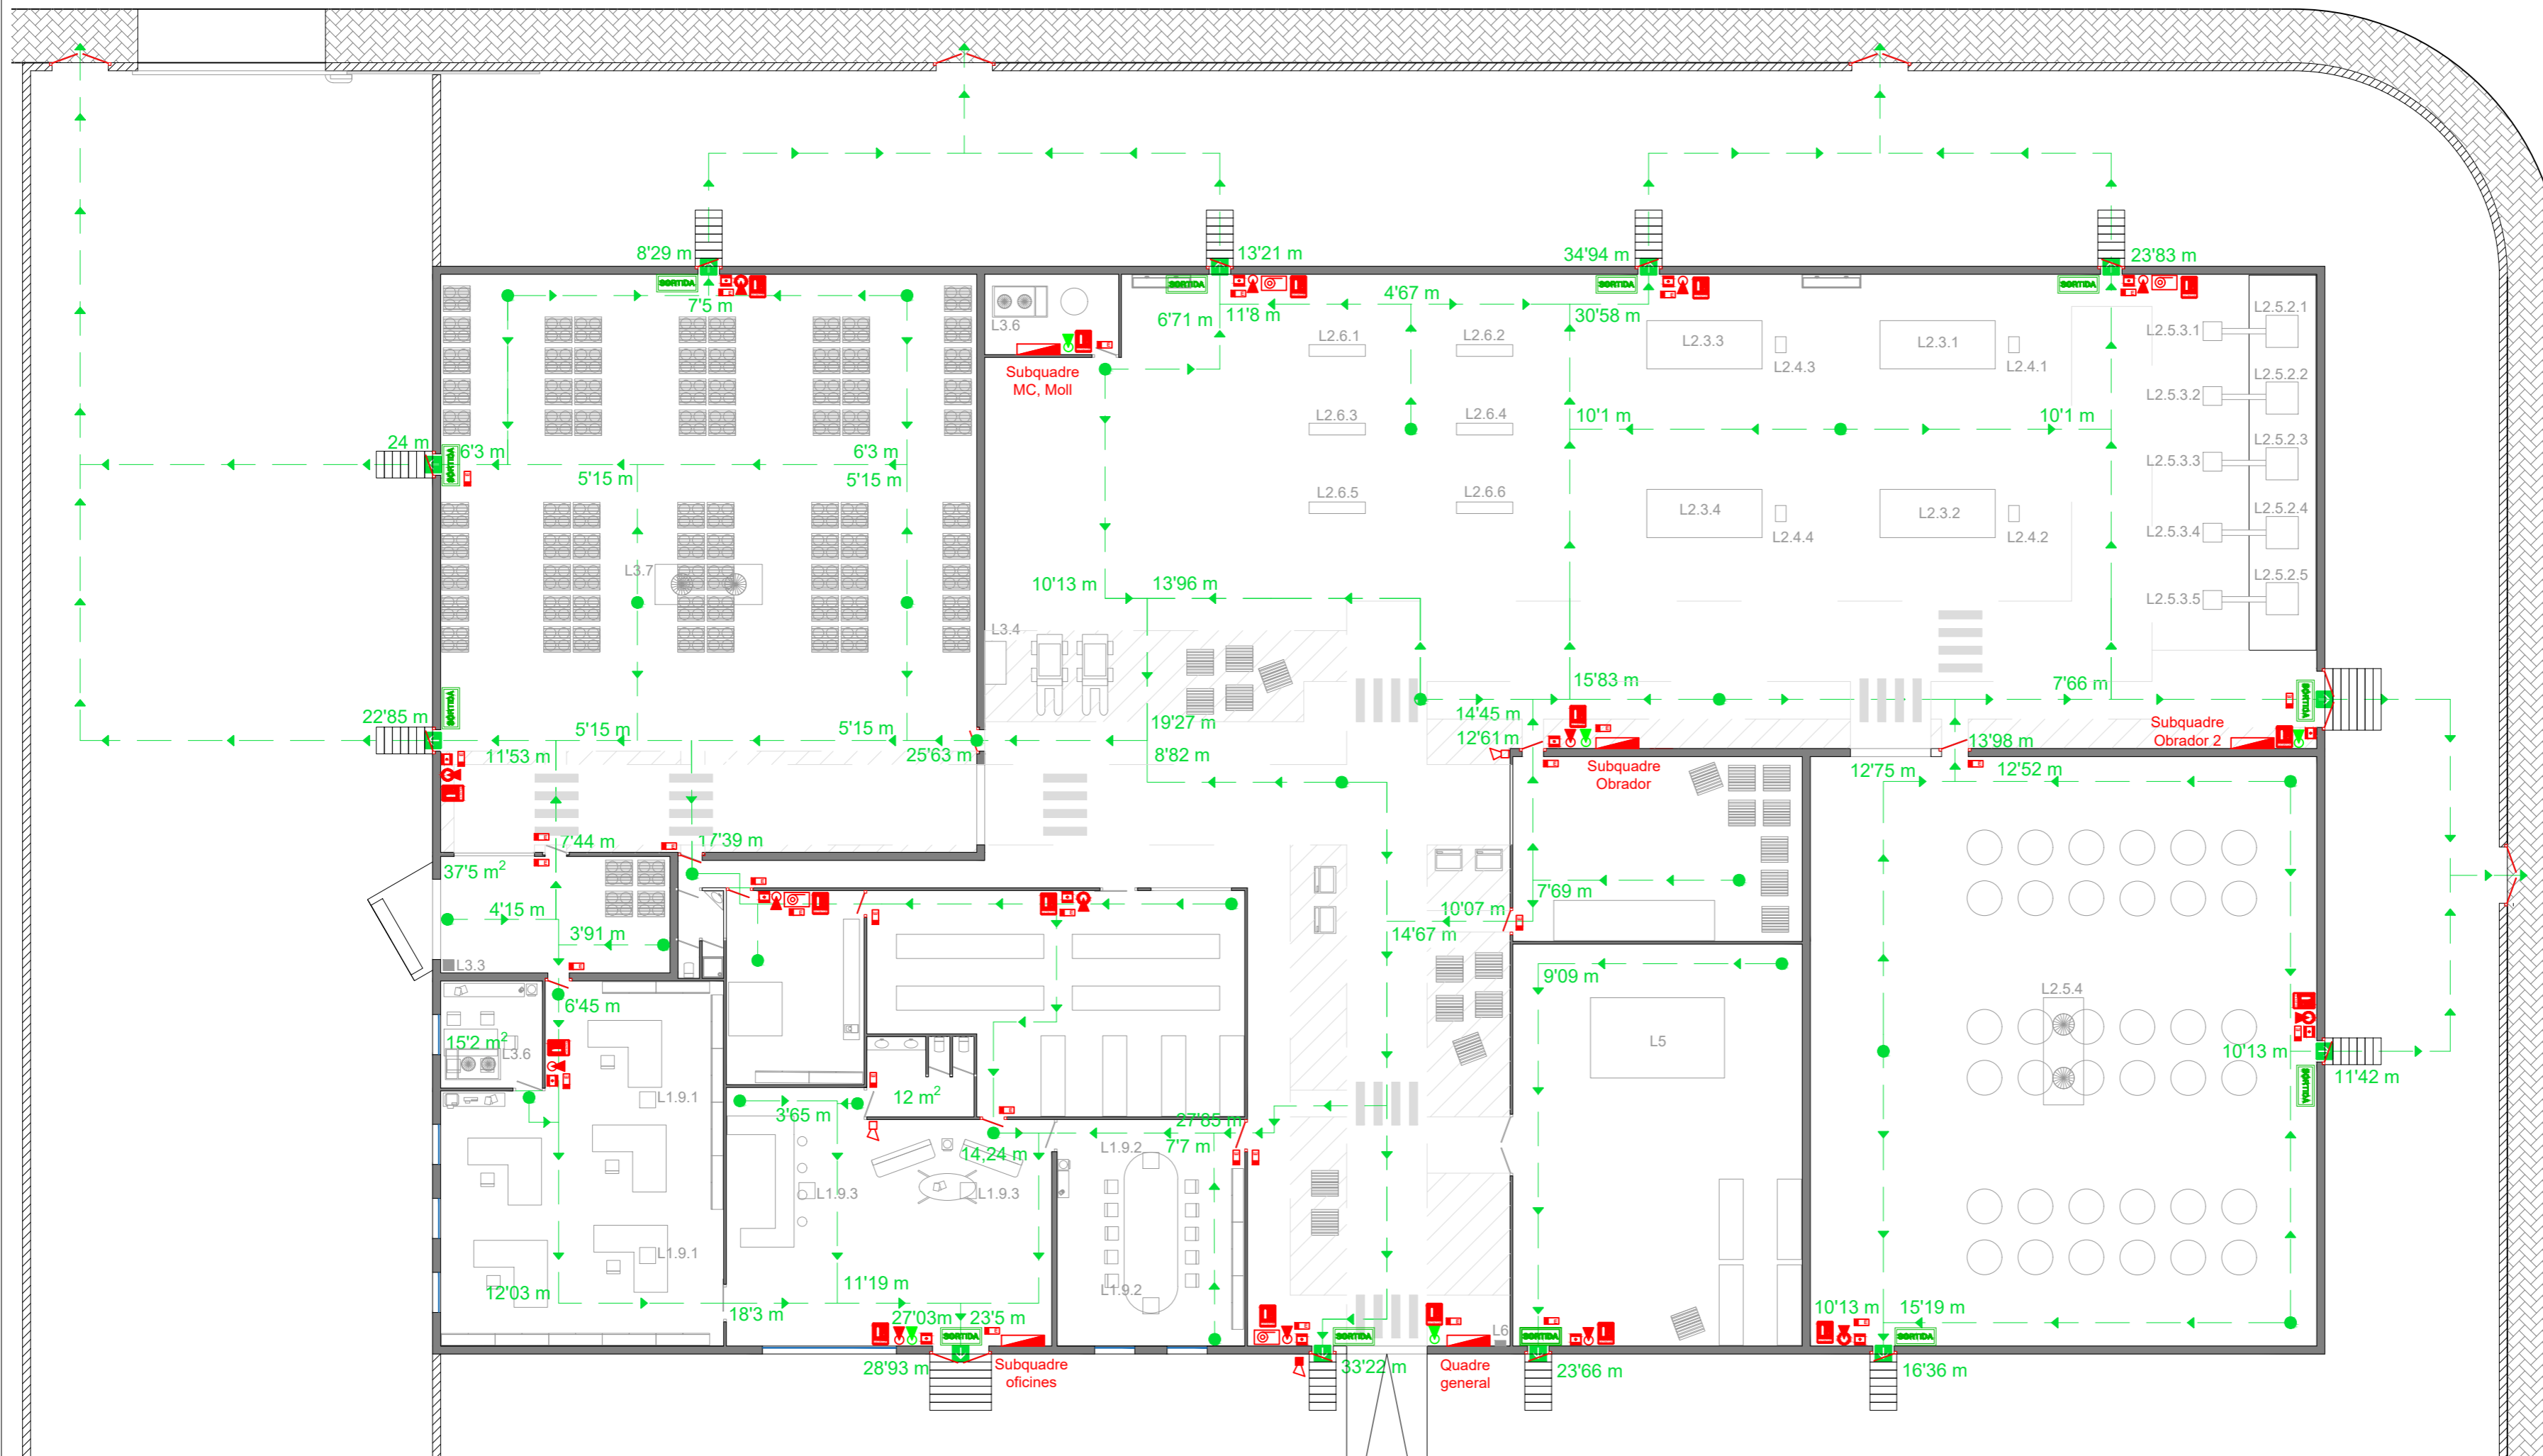 8'29 m
13'21 m
34'94 m
23'83 m
SORTIDA
SORTIDA
SORTIDA
SORTIDA
7'5 m
6'71 m
11'8 m
4'67 m
30'58 m
L3.6
Subquadre
MC, Moll
L2.6.1
L2.6.2
L2.3.3
L2.4.3
L2.3.1
L2.4.1
L2.5.3.1
L2.5.2.1
L2.5.2.2
L2.5.3.2
L2.6.3
L2.6.4
10'1 m
10'1 m
24 m
SORTIDA
6'3 m
6'3 m
5'15 m
5'15 m
L2.5.2.3
L2.5.3.3
L2.6.5
L2.6.6
L2.3.4
L2.4.4
L2.3.2
L2.4.2
L2.5.2.4
L2.5.3.4
L3.7
10'13 m
13'96 m
L2.5.2.5
L2.5.3.5
L3.4
22'85 m
SORTIDA
5'15 m
5'15 m
11'53 m
25'63 m
19'27 m
8'82 m
15'83 m
14'45 m
12'61 m
7'66 m
SORTIDA
Subquadre
Obrador 2
Subquadre
Obrador
13'98 m
12'75 m
12'52 m
7'44 m
17'39 m
37'5 m²
4'15 m
3'91 m
L3.3
7'69 m
10'07 m
14'67 m
9'09 m
6'45 m
15'2 m²
L3.6
L5
L2.5.4
10'13 m
11'42 m
SORTIDA
L1.9.1
12 m²
3'65 m
27'85 m
7'7 m
14,24 m
L1.9.2
L1.9.3
L1.9.3
L1.9.1
12'03 m
11'19 m
L1.9.2
18'3 m
27'03m
23'5 m
SORTIDA
SORTIDA
L6
SORTIDA
10'13 m
15'19 m
SORTIDA
28'93 m
Subquadre
oficines
33'22 m
Quadre
general
23'66 m
16'36 m